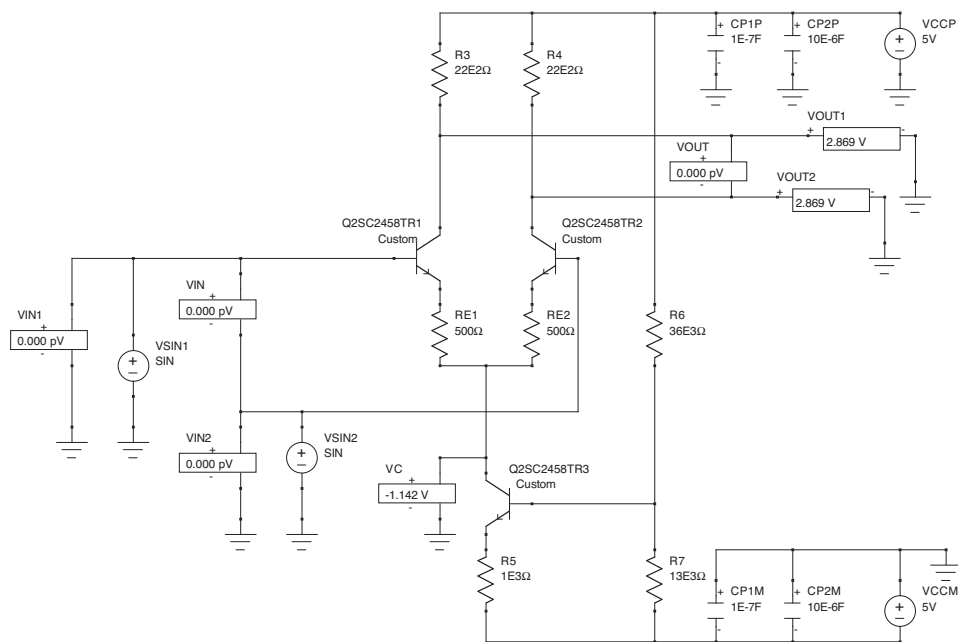 R3
22E2Ω
R4
22E2Ω
+
CP1P
1E-7F
-
+
CP2P
10E-6F
-
VCCP
5V
VOUT1
+
2.869 V
-
VOUT
+
0.000 pV
-
VOUT2
+
2.869 V
-
Q2SC2458TR1
Custom
Q2SC2458TR2
Custom
VIN
+
0.000 pV
-
VIN1
+
0.000 pV
-
VSIN1
SIN
RE1
500Ω
RE2
500Ω
R6
36E3Ω
VIN2
+
0.000 pV
-
VSIN2
SIN
VC
+
-1.142 V
-
Q2SC2458TR3
Custom
R5
1E3Ω
R7
13E3Ω
+
CP1M
1E-7F
-
+
CP2M
10E-6F
-
VCCM
5V